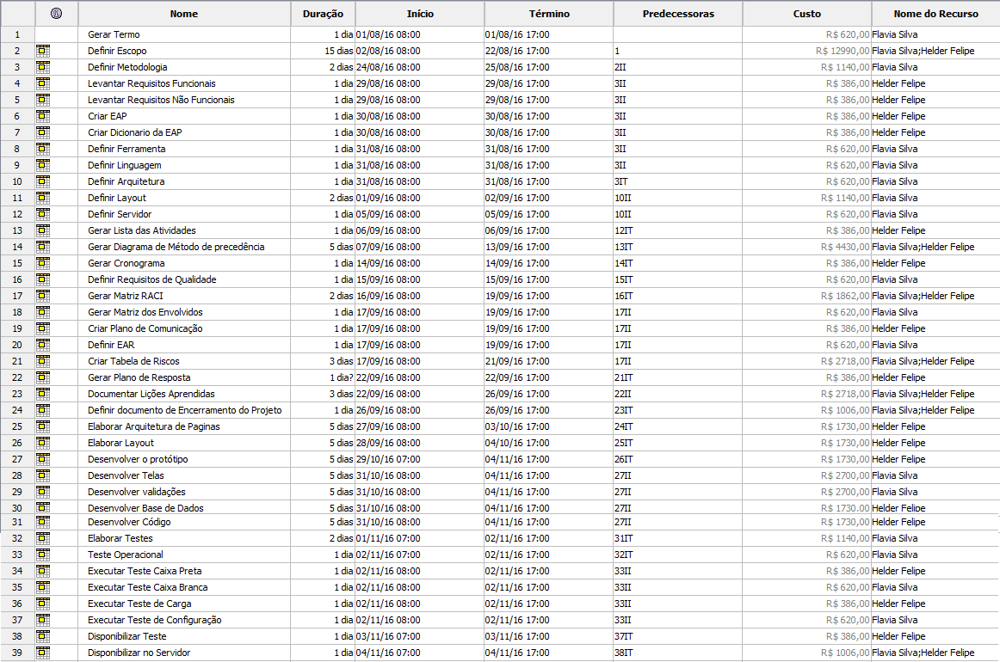 Nome Duração Início Término Predecessoras Custo Nome do Recurso
1 Gerar Termo 1 dia 01/08/16 08:00 01/08/16 17:00 R$ 620,00 Flavia Silva
2 Definir Escopo 15 dias 02/08/16 08:00 22/08/16 17:00 1 R$ 12990,00 Flavia Silva;Helder Felipe
3 Definir Metodologia 2 dias 24/08/16 08:00 25/08/16 17:00 2II R$ 1140,00 Flavia Silva
4 Levantar Requisitos Funcionais 1 dia 29/08/16 08:00 29/08/16 17:00 3II R$ 386,00 Helder Felipe
5 Levantar Requisitos Não Funcionais 1 dia 29/08/16 08:00 29/08/16 17:00 3II R$ 386,00 Helder Felipe
6 Criar EAP 1 dia 30/08/16 08:00 30/08/16 17:00 3II R$ 386,00 Helder Felipe
7 Criar Dicionario da EAP 1 dia 30/08/16 08:00 30/08/16 17:00 3II R$ 386,00 Helder Felipe
8 Definir Ferramenta 1 dia 31/08/16 08:00 31/08/16 17:00 3II R$ 620,00 Flavia Silva
9 Definir Linguagem 1 dia 31/08/16 08:00 31/08/16 17:00 3II R$ 620,00 Flavia Silva
10 Definir Arquitetura 1 dia 31/08/16 08:00 31/08/16 17:00 3IT R$ 620,00 Flavia Silva
11 Definir Layout 2 dias 01/09/16 08:00 02/09/16 17:00 10II R$ 1140,00 Flavia Silva
12 Definir Servidor 1 dia 05/09/16 08:00 05/09/16 17:00 10II R$ 620,00 Flavia Silva
13 Gerar Lista das Atividades 1 dia 06/09/16 08:00 06/09/16 17:00 12IT R$ 386,00 Helder Felipe
14 Gerar Diagrama de Método de precedência 5 dias 07/09/16 08:00 13/09/16 17:00 13IT R$ 4430,00 Flavia Silva;Helder Felipe
15 Gerar Cronograma 1 dia 14/09/16 08:00 14/09/16 17:00 14IT R$ 386,00 Helder Felipe
16 Definir Requisitos de Qualidade 1 dia 15/09/16 08:00 15/09/16 17:00 15IT R$ 620,00 Flavia Silva
17 Gerar Matriz RACI 2 dias 16/09/16 08:00 19/09/16 17:00 16IT R$ 1862,00 Flavia Silva;Helder Felipe
18 Gerar Matriz dos Envolvidos 1 dia 17/09/16 08:00 19/09/16 17:00 17II R$ 620,00 Flavia Silva
19 Criar Plano de Comunicação 1 dia 17/09/16 08:00 19/09/16 17:00 17II R$ 386,00 Helder Felipe
20 Definir EAR 1 dia 17/09/16 08:00 19/09/16 17:00 17II R$ 620,00 Flavia Silva
21 Criar Tabela de Riscos 3 dias 17/09/16 08:00 21/09/16 17:00 17II R$ 2718,00 Flavia Silva;Helder Felipe
22 Gerar Plano de Resposta 1 dia? 22/09/16 08:00 22/09/16 17:00 21IT R$ 386,00 Helder Felipe
23 Documentar Lições Aprendidas 3 dias 22/09/16 08:00 26/09/16 17:00 22II R$ 2718,00 Flavia Silva;Helder Felipe
24 Definir documento de Encerramento do Projeto 1 dia 26/09/16 08:00 26/09/16 17:00 23IT R$ 1006,00 Flavia Silva;Helder Felipe
25 Elaborar Arquitetura de Paginas 5 dias 27/09/16 08:00 03/10/16 17:00 24IT R$ 1730,00 Helder Felipe
26 Elaborar Layout 5 dias 28/09/16 08:00 04/10/16 17:00 25IT R$ 1730,00 Helder Felipe
27 Desenvolver o protótipo 5 dias 29/10/16 07:00 04/11/16 17:00 26IT R$ 1730,00 Helder Felipe
28 Desenvolver Telas 5 dias 31/10/16 08:00 04/11/16 17:00 27II R$ 2700,00 Flavia Silva
29 Desenvolver validações 5 dias 31/10/16 08:00 04/11/16 17:00 27II R$ 2700,00 Flavia Silva
30 Desenvolver Base de Dados 5 dias 31/10/16 08:00 04/11/16 17:00 27II R$ 1730,00 Helder Felipe
31 Desenvolver Código 5 dias 31/10/16 08:00 04/11/16 17:00 27II R$ 1730,00 Helder Felipe
32 Elaborar Testes 2 dias 01/11/16 07:00 02/11/16 17:00 31IT R$ 1140,00 Flavia Silva
33 Teste Operacional 1 dia 02/11/16 07:00 02/11/16 17:00 32IT R$ 620,00 Flavia Silva
34 Executar Teste Caixa Preta 1 dia 02/11/16 08:00 02/11/16 17:00 33II R$ 386,00 Helder Felipe
35 Executar Teste Caixa Branca 1 dia 02/11/16 08:00 02/11/16 17:00 33II R$ 620,00 Flavia Silva
36 Executar Teste de Carga 1 dia 02/11/16 08:00 02/11/16 17:00 33II R$ 386,00 Helder Felipe
37 Executar Teste de Configuração 1 dia 02/11/16 08:00 02/11/16 17:00 33II R$ 620,00 Flavia Silva
38 Disponibilizar Teste 1 dia 03/11/16 07:00 03/11/16 17:00 37IT R$ 386,00 Helder Felipe
39 Disponibilizar no Servidor 1 dia 04/11/16 07:00 04/11/16 17:00 38IT R$ 1006,00 Flavia Silva;Helder Felipe